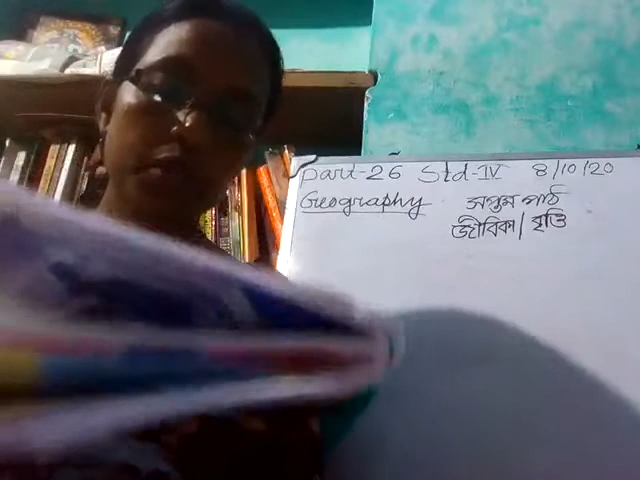 Part-26 Std-IV 8/10/20
Geography সপ্তম পাঠ
জীবিকা / বৃত্তি